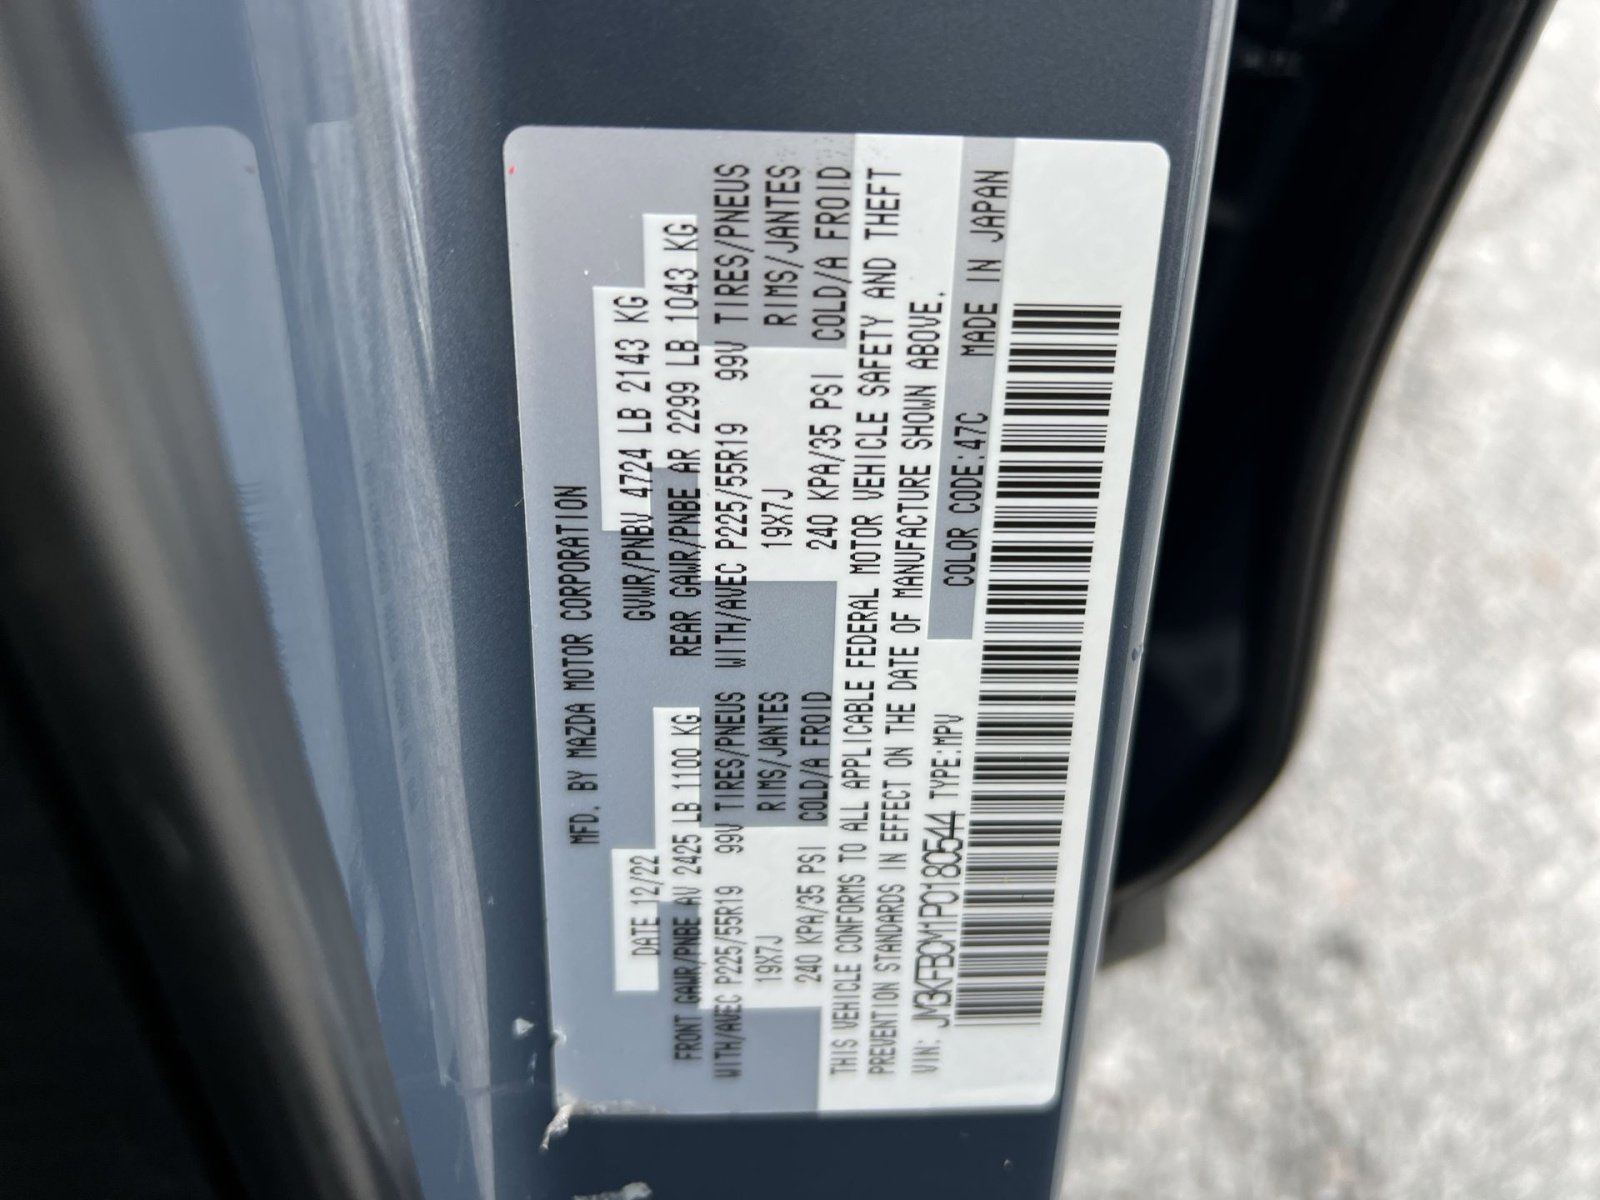 MFD. BY MAZDA MOTOR CORPORATION
DATE 12/22 GVWR/PNBV 4724 LB 2143 KG
FRONT GAWR/PNBE AV 2425 LB 1100 KG REAR GAWR/PNBE AR 2299 LB 1043 KG
WITH/AVEC P225/55R19 99V TIRES/PNEUS WITH/AVEC P225/55R19 99V TIRES/PNEUS
19X7J RIMS/JANTES 19X7J RIMS/JANTES
240 KPA/35 PSI COLD/A FROID 240 KPA/35 PSI COLD/A FROID
THIS VEHICLE CONFORMS TO ALL APPLICABLE FEDERAL MOTOR VEHICLE SAFETY AND THEFT
PREVENTION STANDARDS IN EFFECT ON THE DATE OF MANUFACTURE SHOWN ABOVE.
VIN: JM3KFBCY1P0180544 TYPE:MPV COLOR CODE:47C MADE IN JAPAN